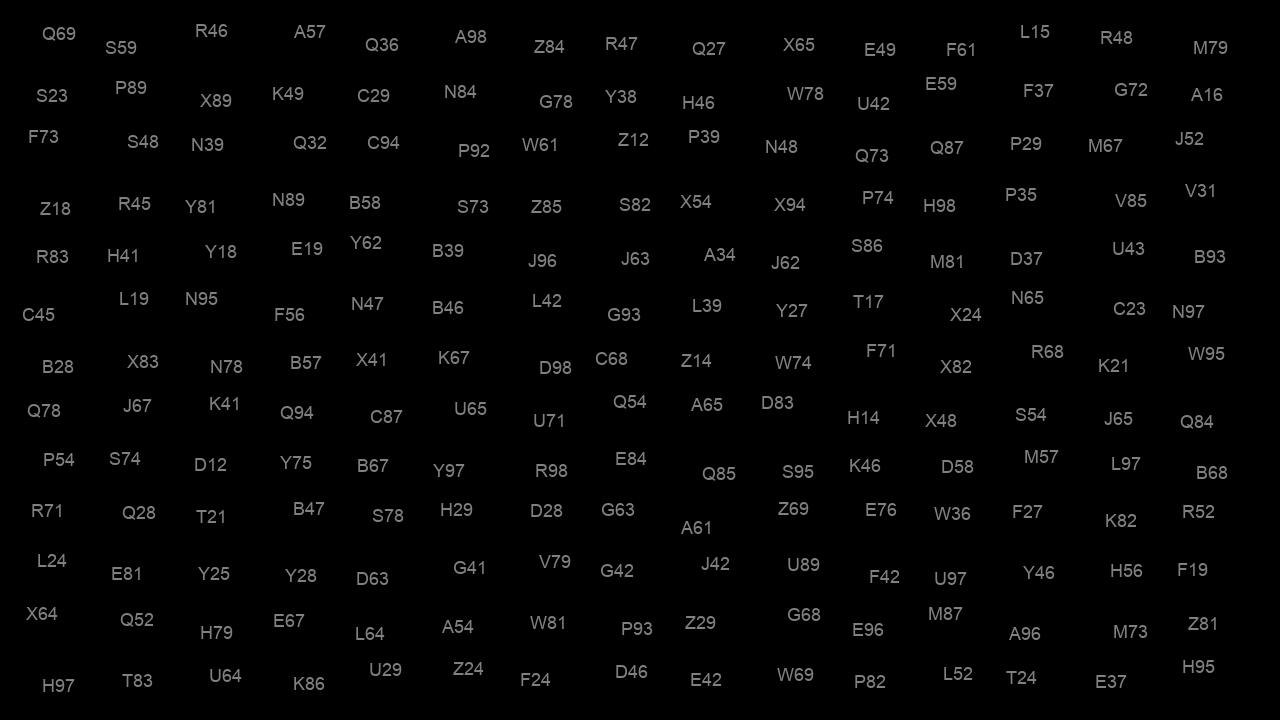 Q69 S59 R46 A57 Q36 A98 Z84 R47 Q27 X65 E49 F61 L15 R48 M79
S23 P89 X89 K49 C29 N84 G78 Y38 H46 W78 U42 E59 F37 G72 A16
F73 S48 N39 Q32 C94 P92 W61 Z12 P39 N48 Q73 Q87 P29 M67 J52
Z18 R45 Y81 N89 B58 S73 Z85 S82 X54 X94 P74 H98 P35 V85 V31
R83 H41 Y18 E19 Y62 B39 J96 J63 A34 J62 S86 M81 D37 U43 B93
C45 L19 N95 F56 N47 B46 L42 G93 L39 Y27 T17 X24 N65 C23 N97
B28 X83 N78 B57 X41 K67 D98 C68 Z14 W74 F71 X82 R68 K21 W95
Q78 J67 K41 Q94 C87 U65 U71 Q54 A65 D83 H14 X48 S54 J65 Q84
P54 S74 D12 Y75 B67 Y97 R98 E84 Q85 S95 K46 D58 M57 L97 B68
R71 Q28 T21 B47 S78 H29 D28 G63 A61 Z69 E76 W36 F27 K82 R52
L24 E81 Y25 Y28 D63 G41 V79 G42 J42 U89 F42 U97 Y46 H56 F19
X64 Q52 H79 E67 L64 A54 W81 P93 Z29 G68 E96 M87 A96 M73 Z81
H97 T83 U64 K86 U29 Z24 F24 D46 E42 W69 P82 L52 T24 E37 H95